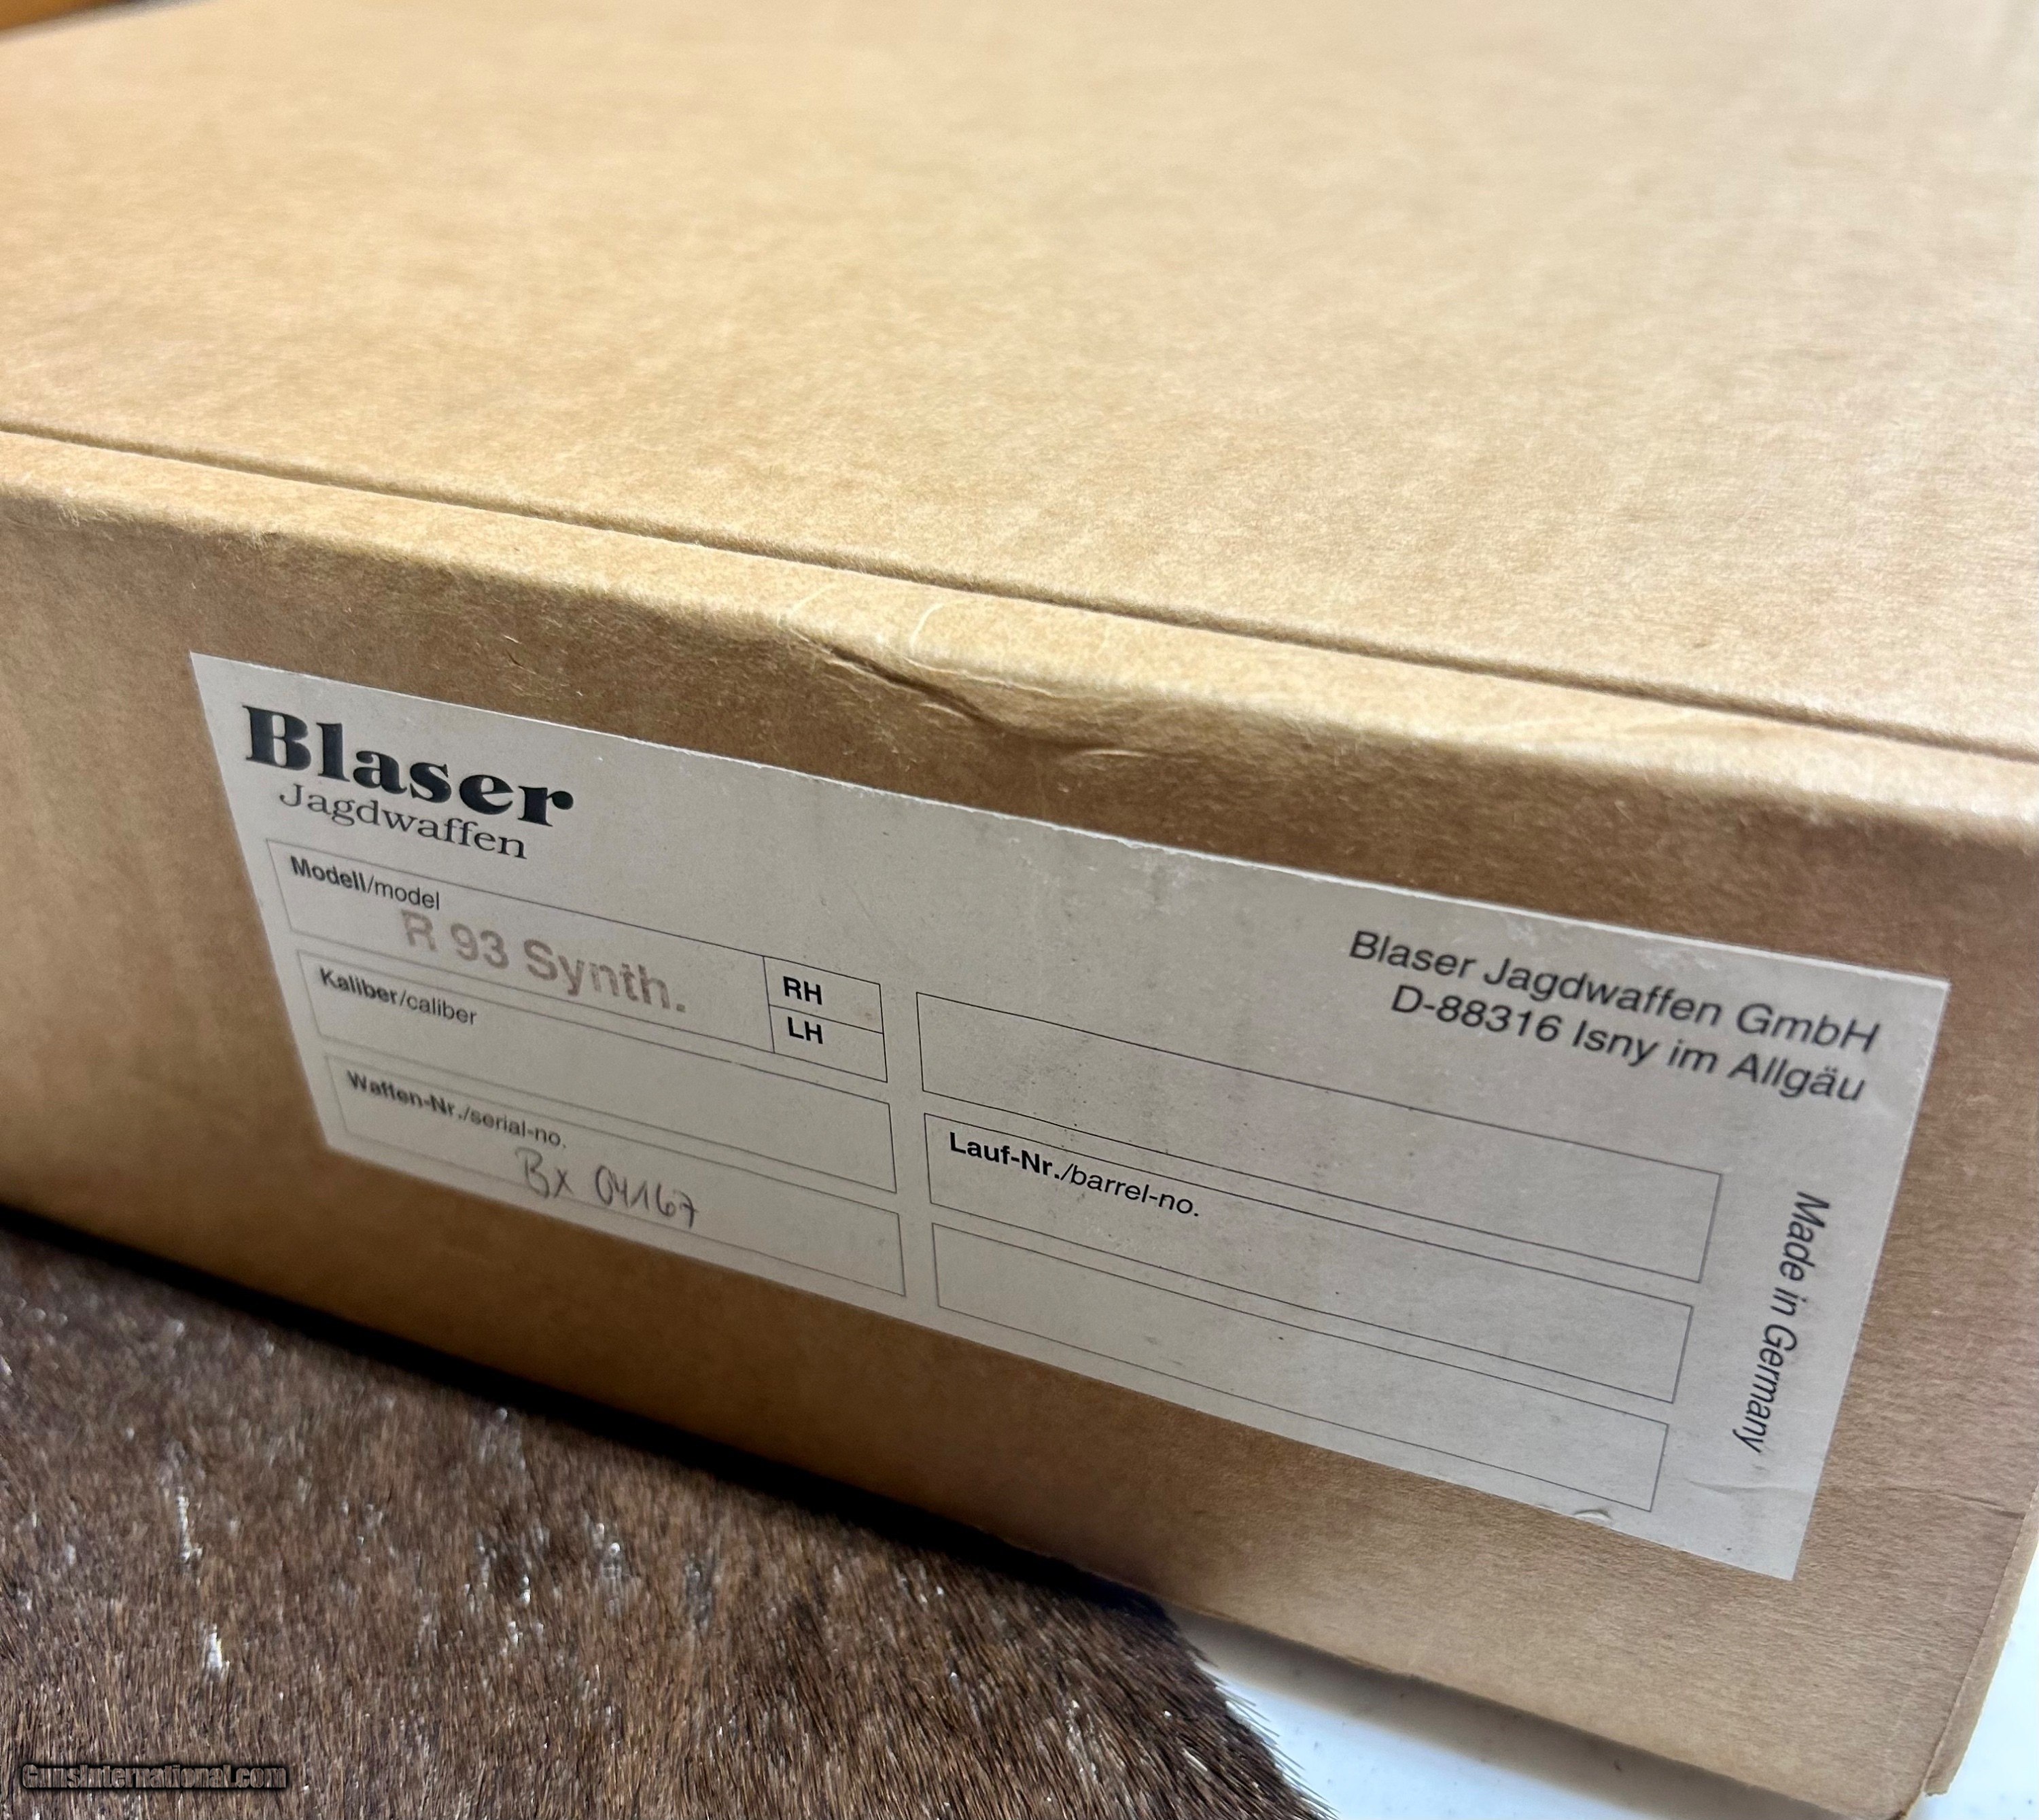 Blaser
Jagdwaffen
Blaser Jagdwaffen GmbH
D-88316 Isny im Allgäu
Modell/model
R 93 Synth.
RH
LH
Kaliber/caliber
Waffen-Nr./serial-no.
Bx 04167
Lauf-Nr./barrel-no.
Made in Germany
GunsInternational.com